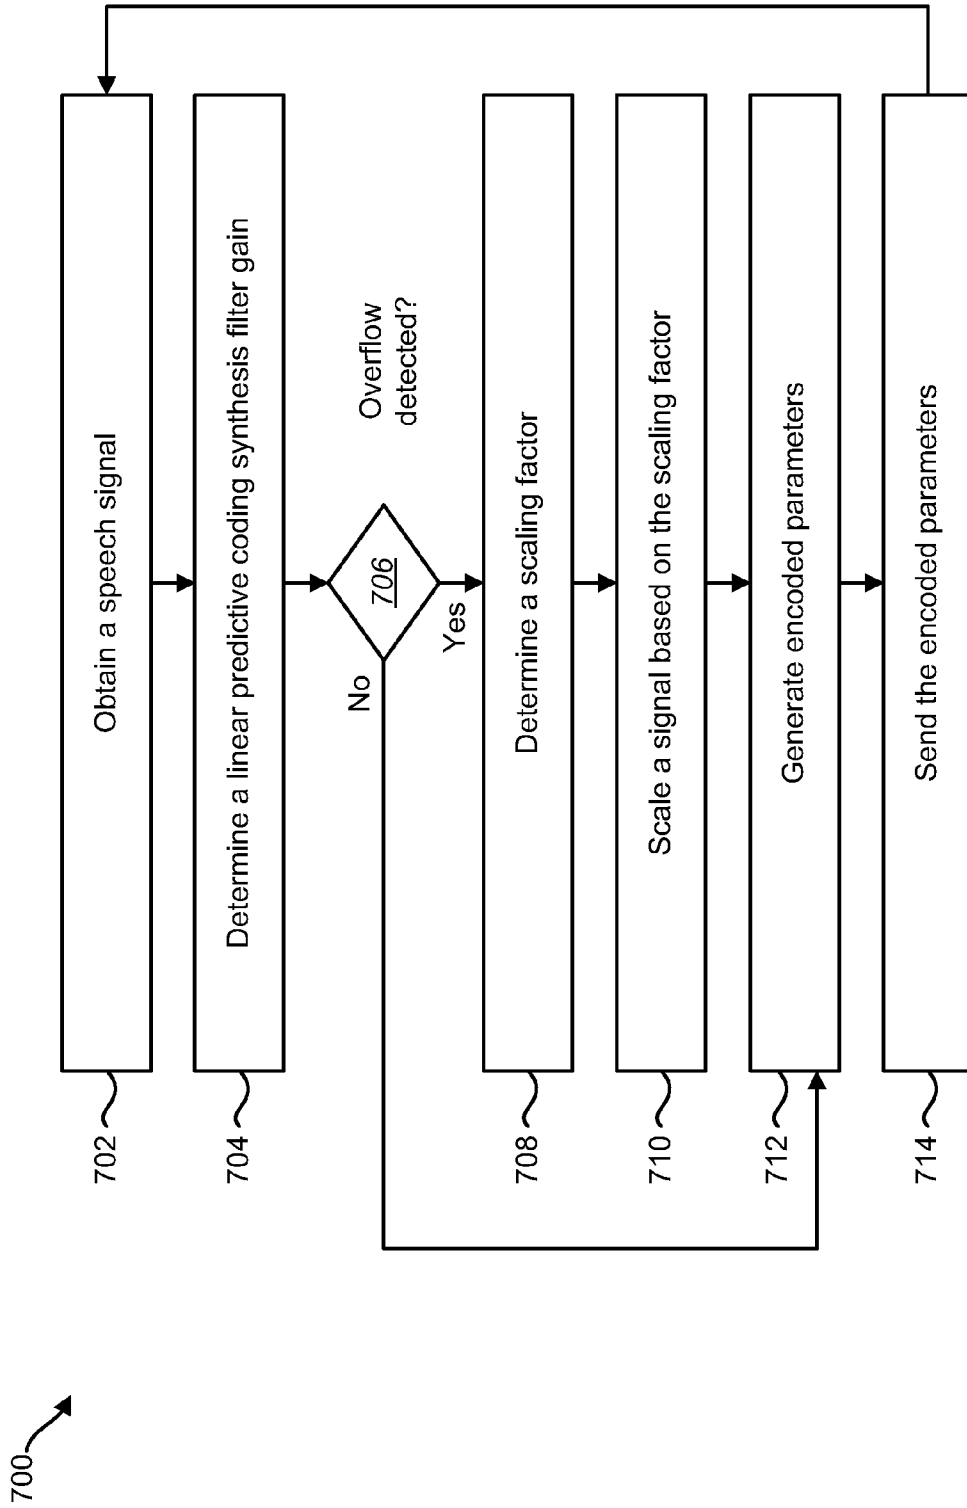 700
702
Obtain a speech signal
704
Determine a linear predictive coding synthesis filter gain
706
Overflow
detected?
No
Yes
708
Determine a scaling factor
710
Scale a signal based on the scaling factor
712
Generate encoded parameters
714
Send the encoded parameters